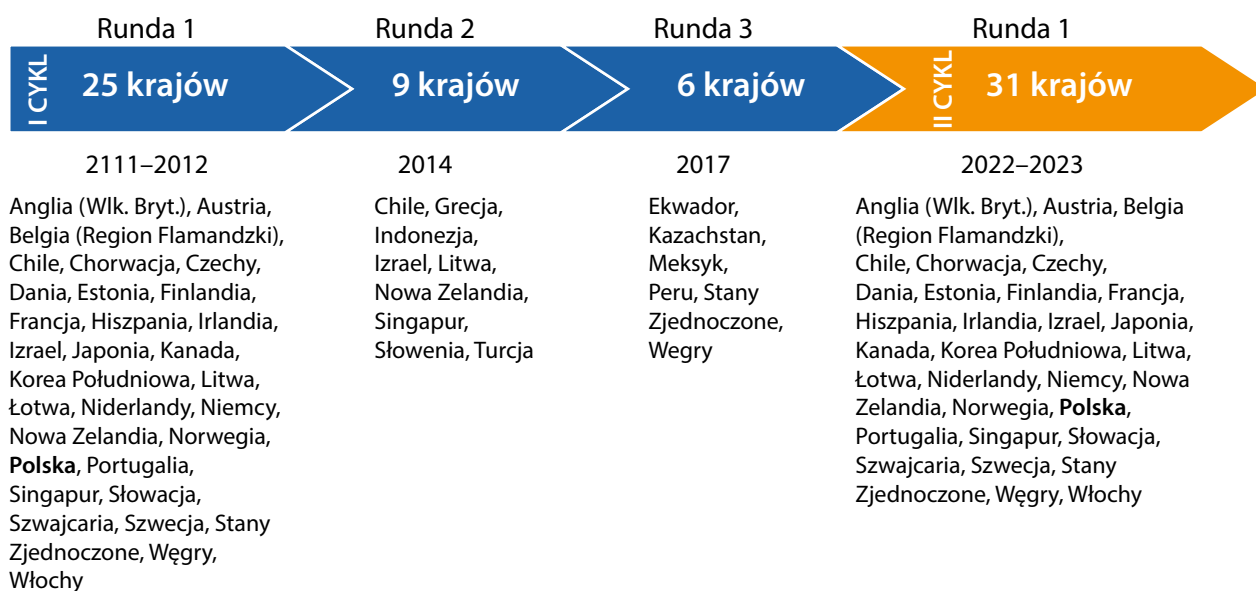 Runda 1
Runda 2
Runda 3
Runda 1
I CYKL
25 krajów
9 krajów
6 krajów
II CYKL
31 krajów
2111–2012
2014
2017
2022–2023
Anglia (Wlk. Bryt.), Austria,
Belgia (Region Flamandzki),
Chile, Chorwacja, Czechy,
Dania, Estonia, Finlandia,
Francja, Hiszpania, Irlandia,
Izrael, Japonia, Kanada,
Korea Południowa, Litwa,
Łotwa, Niderlandy, Niemcy,
Nowa Zelandia, Norwegia,
Polska, Portugalia,
Singapur, Słowacja,
Szwajcaria, Szwecja, Stany
Zjednoczone, Węgry,
Włochy
Chile, Grecja,
Indonezja,
Izrael, Litwa,
Nowa Zelandia,
Singapur,
Słowenia, Turcja
Ekwador,
Kazachstan,
Meksyk,
Peru, Stany
Zjednoczone,
Wegry
Anglia (Wlk. Bryt.), Austria, Belgia
(Region Flamandzki),
Chile, Chorwacja, Czechy,
Dania, Estonia, Finlandia, Francja,
Hiszpania, Irlandia, Izrael, Japonia,
Kanada, Korea Południowa, Litwa,
Łotwa, Niderlandy, Niemcy, Nowa
Zelandia, Norwegia, Polska,
Portugalia, Singapur, Słowacja,
Szwajcaria, Szwecja, Stany
Zjednoczone, Węgry, Włochy